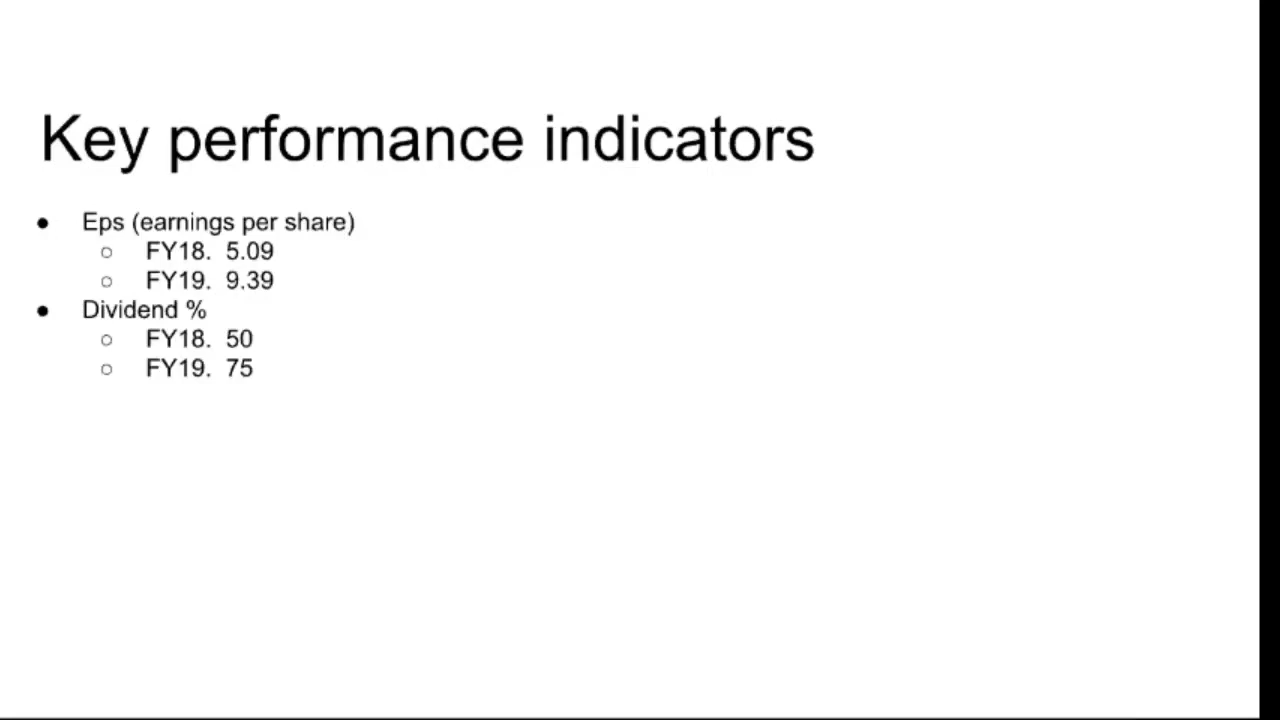 Key performance indicators
● Eps (earnings per share)
○ FY18. 5.09
○ FY19. 9.39
● Dividend %
○ FY18. 50
○ FY19. 75